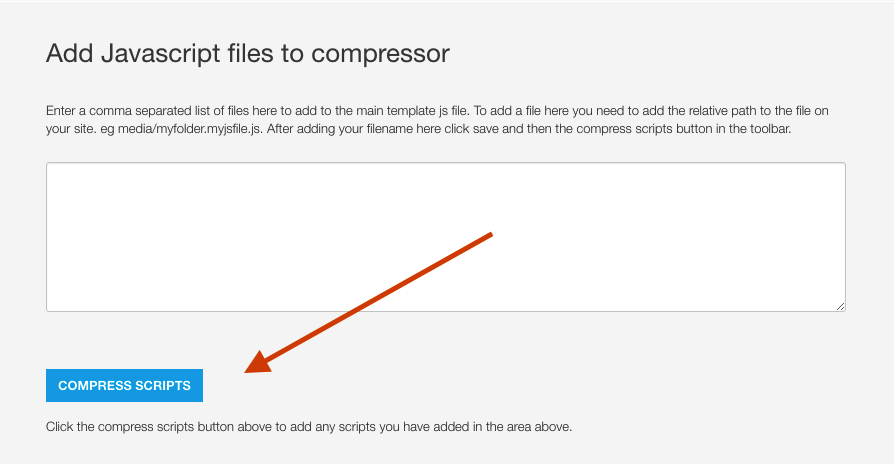 Add Javascript files to compressor
Enter a comma separated list of files here to add to the main template js file. To add a file here you need to add the relative path to the file on
your site. eg media/myfolder.myjsfile.js. After adding your filename here click save and then the compress scripts button in the toolbar.
COMPRESS SCRIPTS
Click the compress scripts button above to add any scripts you have added in the area above.